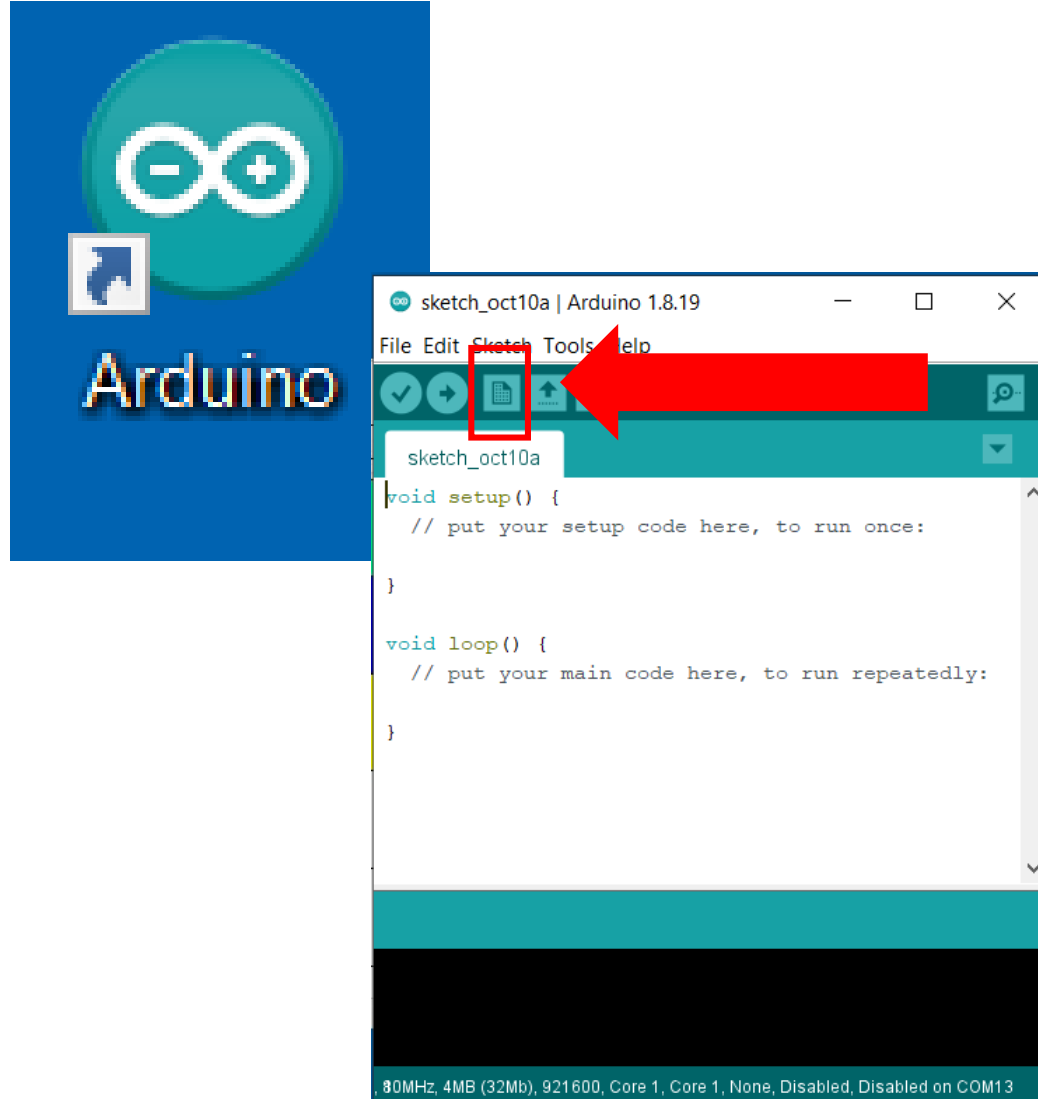 Arduino
sketch_oct10a | Arduino 1.8.19
File Edit Sketch Tools Help
sketch_oct10a
void setup() {
// put your setup code here, to run once:
}
void loop() {
// put your main code here, to run repeatedly:
}
, 80MHz, 4MB (32Mb), 921600, Core 1, Core 1, None, Disabled, Disabled on COM13